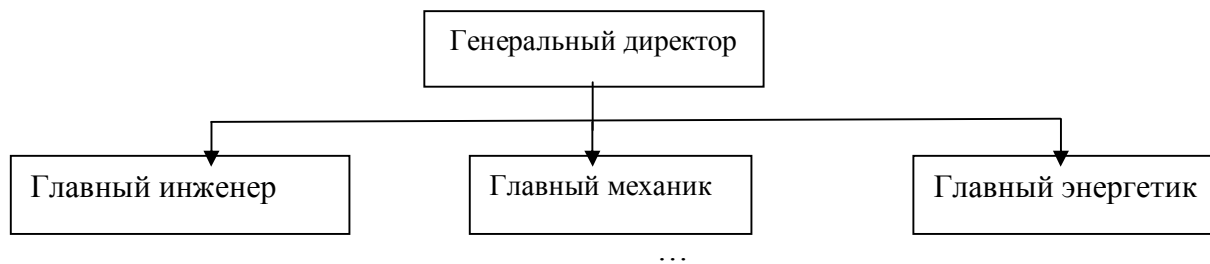 Генеральный директор
Главный инженер
Главный механик
Главный энергетик
…